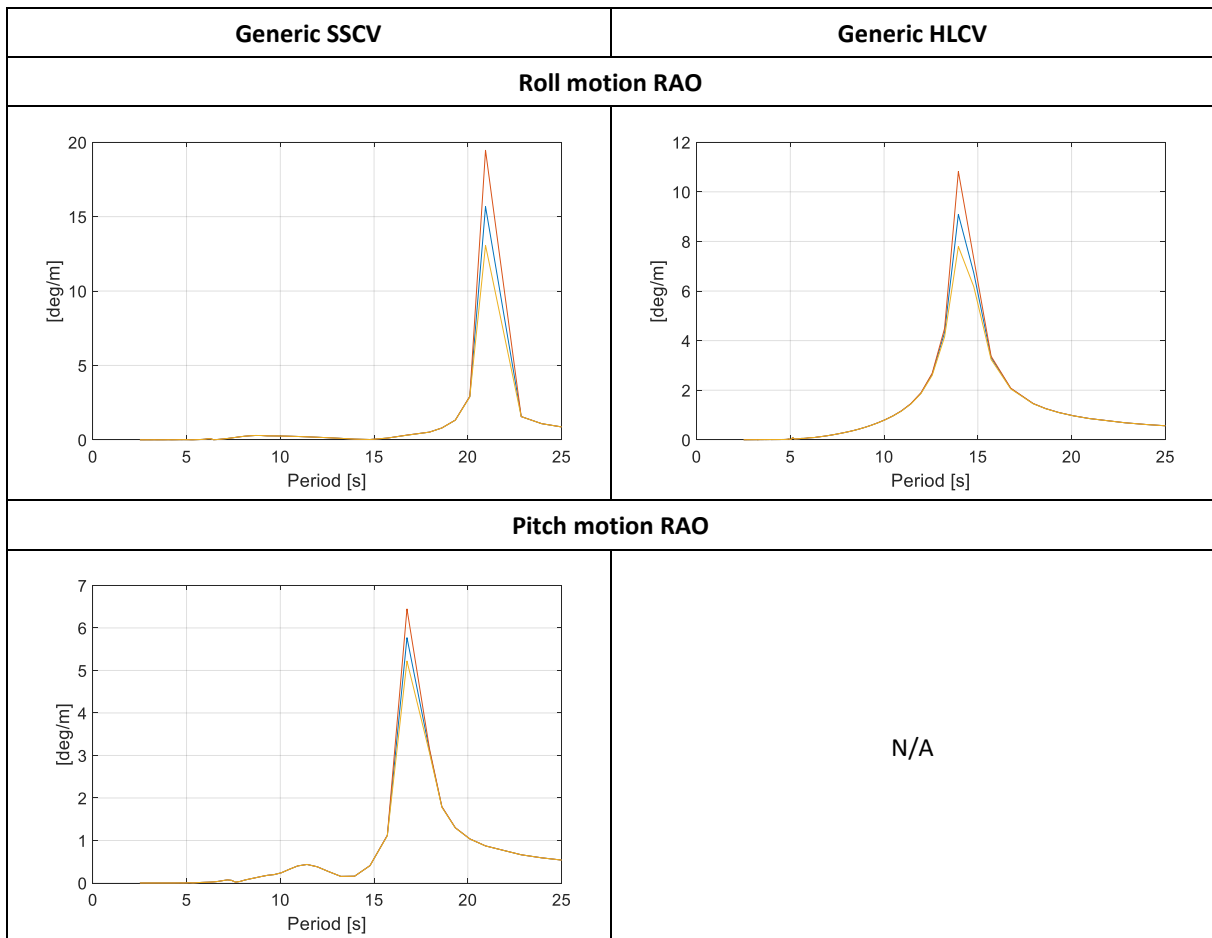 Generic SSCV
Generic HLCV
Roll motion RAO
20
15
10
5
0
[deg/m]
0 5 10 15 20 25
Period [s]
12
10
8
6
4
2
0
[deg/m]
0 5 10 15 20 25
Period [s]
Pitch motion RAO
7
6
5
4
3
2
1
0
[deg/m]
0 5 10 15 20 25
Period [s]
N/A